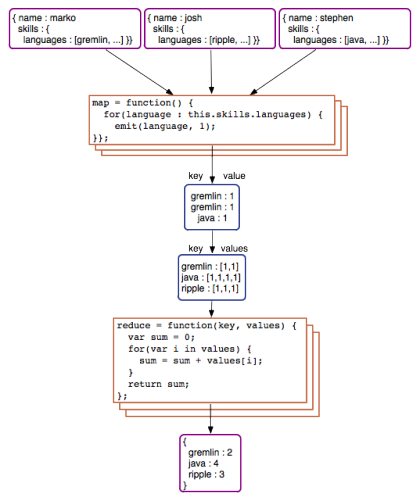 { name : marko
skills : {
languages : [gremlin, ...] }}
{ name : josh
skills : {
languages : [ripple, ...] }}
{ name : stephen
skills : {
languages : [java, ...] }}
map = function() {
for(language : this.skills.languages) {
emit(language, 1);
}};
key value
gremlin : 1
gremlin : 1
java : 1
key values
gremlin : [1,1]
java : [1,1,1,1]
ripple : [1,1,1]
reduce = function(key, values) {
var sum = 0;
for(var i in values) {
sum = sum + values[i];
}
return sum;
};
{
gremlin : 2
java : 4
ripple : 3
}